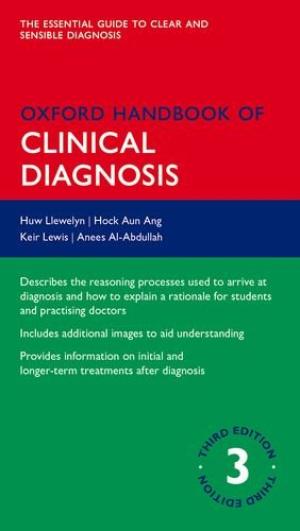 THE ESSENTIAL GUIDE TO CLEAR AND
SENSIBLE DIAGNOSIS
OXFORD HANDBOOK OF
CLINICAL
DIAGNOSIS
Huw Llewelyn | Hock Aun Ang
Keir Lewis | Anees Al-Abdullah
Describes the reasoning processes used to arrive at
diagnosis and how to explain a rationale for students
and practising doctors
Includes additional images to aid understanding
Provides information on initial and
longer-term treatments after diagnosis
THIRD EDITION
3
THIRD EDITION